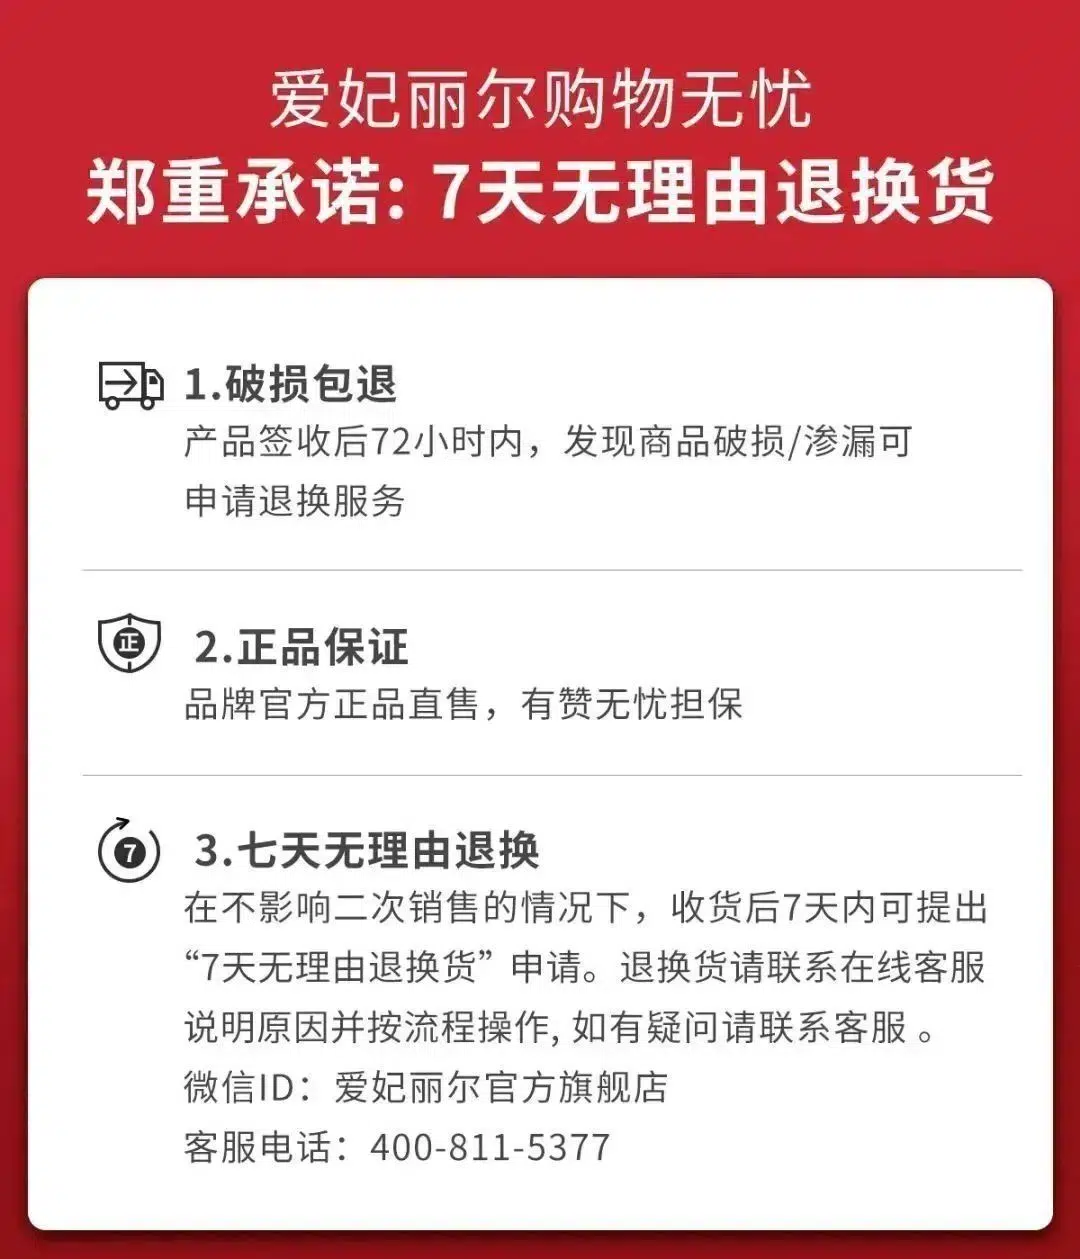 爱妃丽尔购物无忧
郑重承诺: 7天无理由退换货
1.破损包退
产品签收后72小时内，发现商品破损/渗漏可
申请退换服务
正
2.正品保证
品牌官方正品直售，有赞无忧担保
7
3.七天无理由退换
在不影响二次销售的情况下，收货后7天内可提出
“7天无理由退换货” 申请。退换货请联系在线客服
说明原因并按流程操作, 如有疑问请联系客服 。
微信ID：爱妃丽尔官方旗舰店
客服电话：400-811-5377